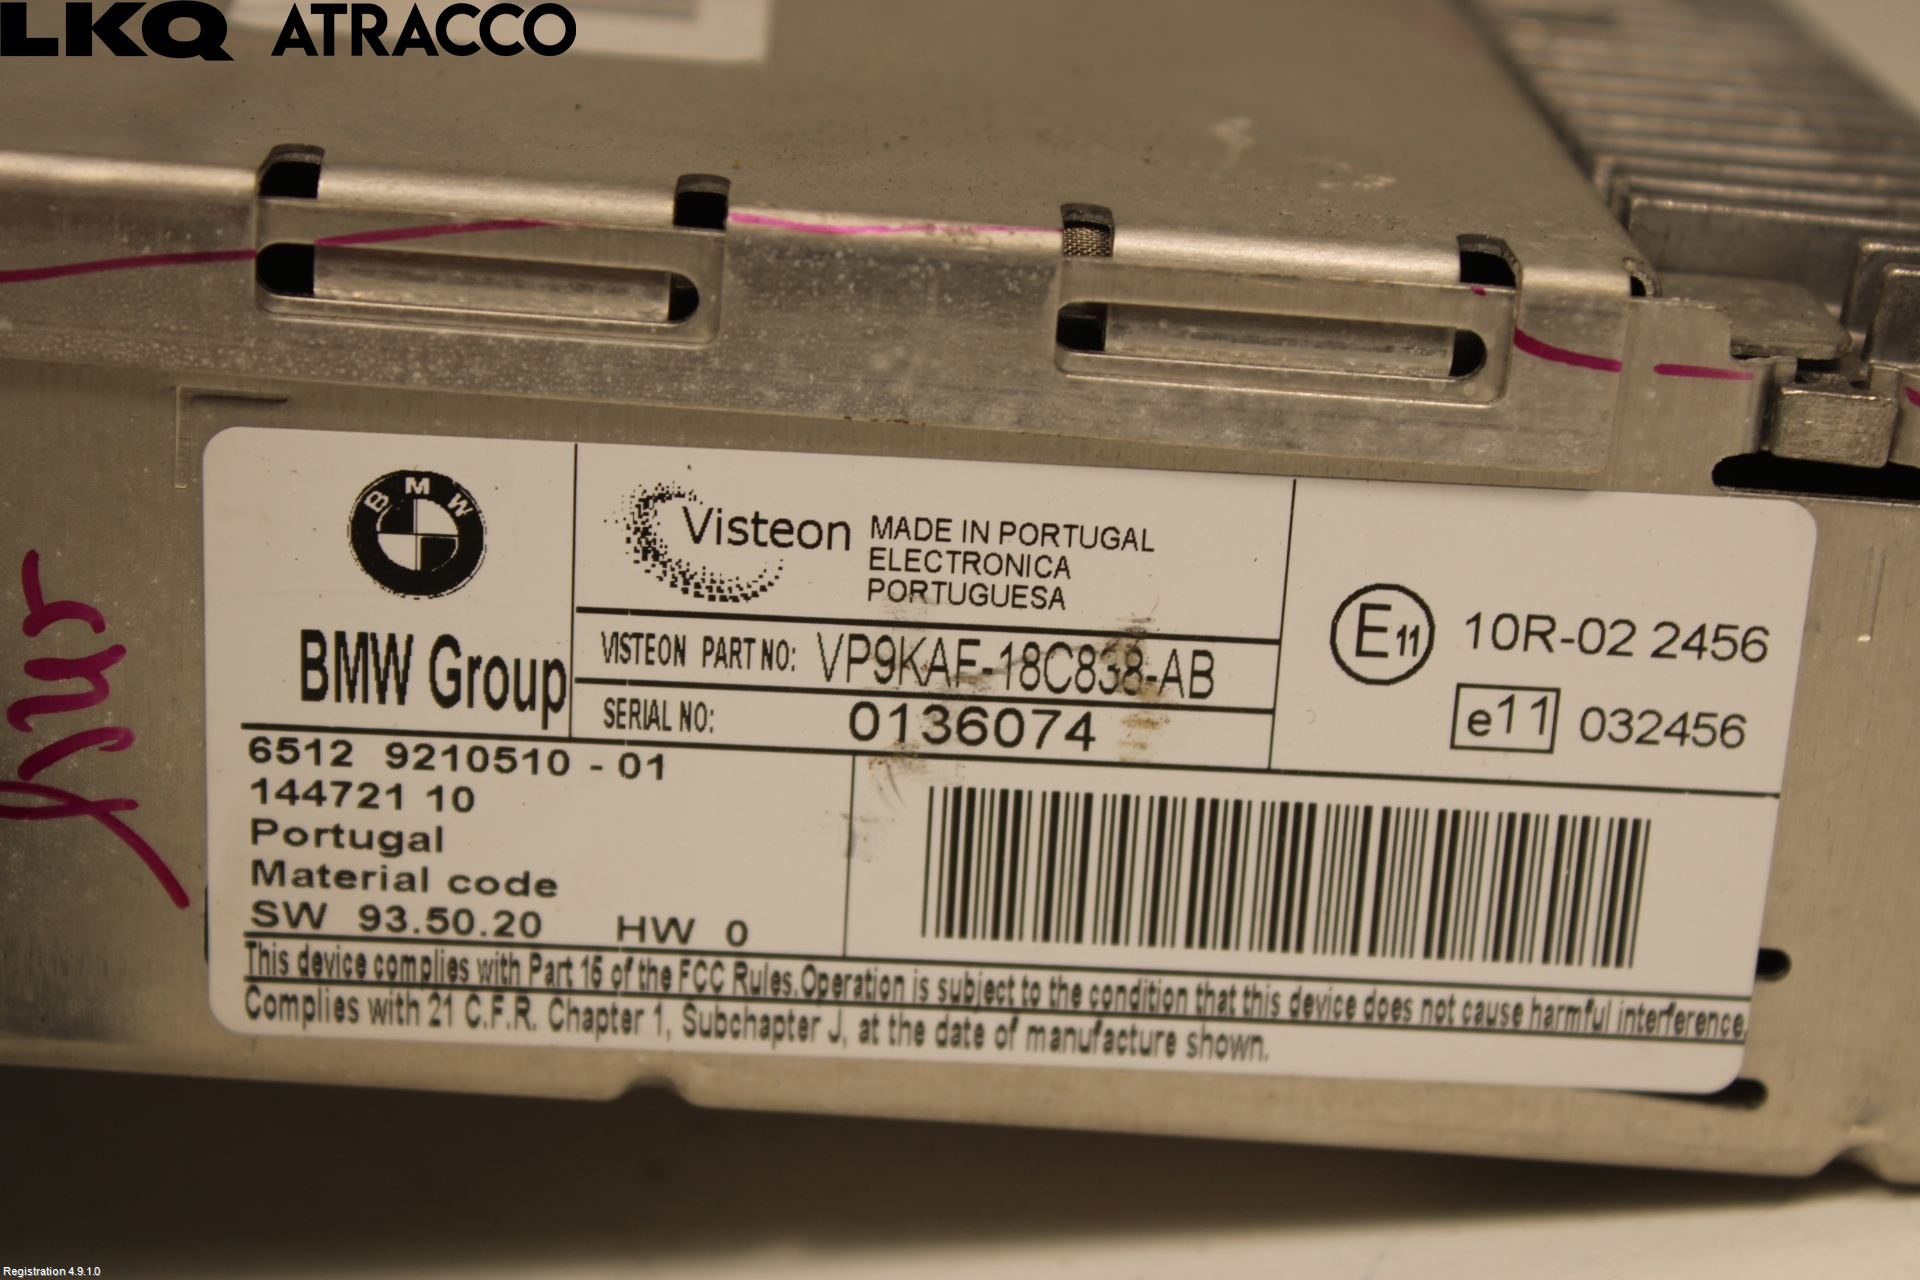 LKQ ATRACCO
BMW
BMW Group
Visteon
MADE IN PORTUGAL
ELECTRONICA
PORTUGUESA
VISTEON PART NO: VP9KAF-18C838-AB
SERIAL NO: 0136074
E11 10R-02 2456
e11 032456
6512 9210510 - 01
144721 10
Portugal
Material code
SW 93.50.20 HW 0
This device complies with Part 15 of the FCC Rules.Operation is subject to the condition that this device does not cause harmful interference,
Complies with 21 C.F.R. Chapter 1, Subchapter J, at the date of manufacture shown.
Registration 4.9.1.0